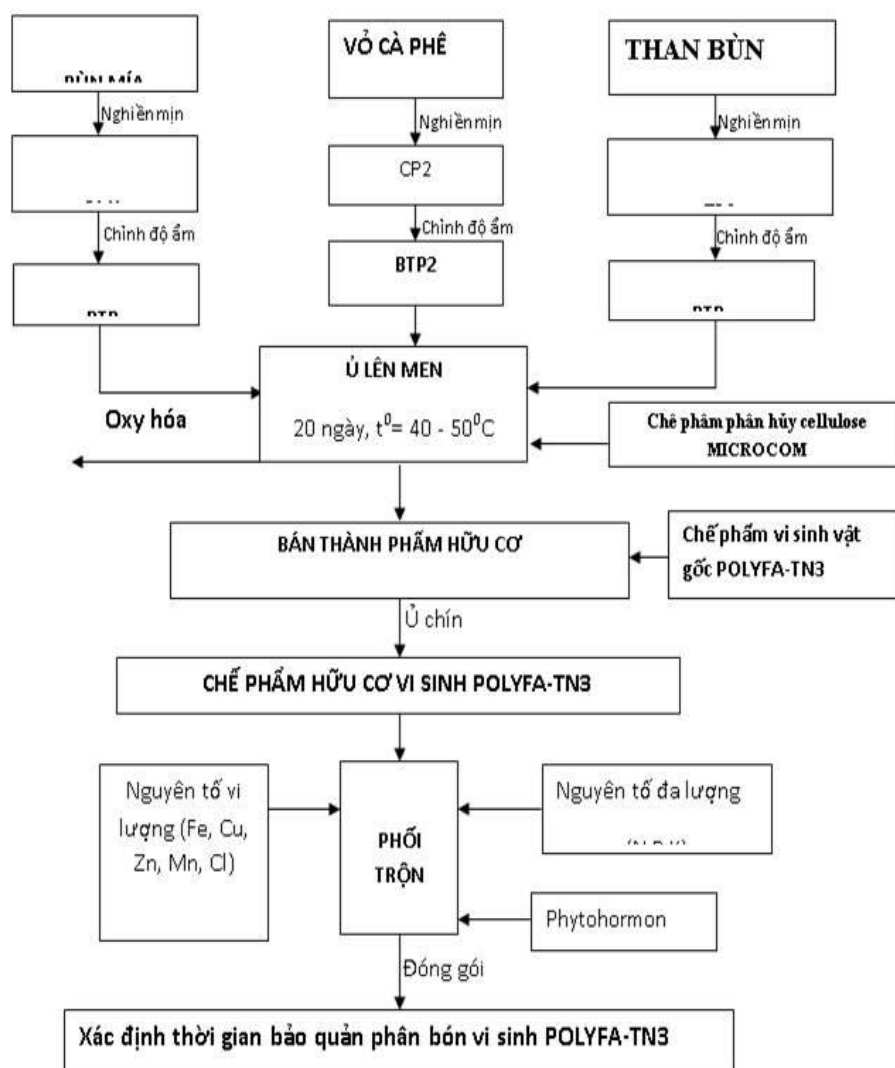 VỎ CÀ PHÊ
THAN BÙN
Nghiền mịn
Nghiền mịn
Nghiền mịn
CP2
Chỉnh độ ẩm
Chỉnh độ ẩm
Chỉnh độ ẩm
BTP2
Ủ LÊN MEN
20 ngày, t⁰= 40 - 50⁰C
Oxy hóa
Chê phâm phân hủy cellulose
MICROCOM
BÁN THÀNH PHẨM HỮU CƠ
Chế phẩm vi sinh vật
gốc POLYFA-TN3
Ủ chín
CHẾ PHẨM HỮU CƠ VI SINH POLYFA-TN3
Nguyên tố vi
lượng (Fe, Cu,
Zn, Mn, Cl)
PHỐI
TRỘN
Nguyên tố đa lượng
Phytohormon
Đóng gói
Xác định thời gian bảo quản phân bón vi sinh POLYFA-TN3